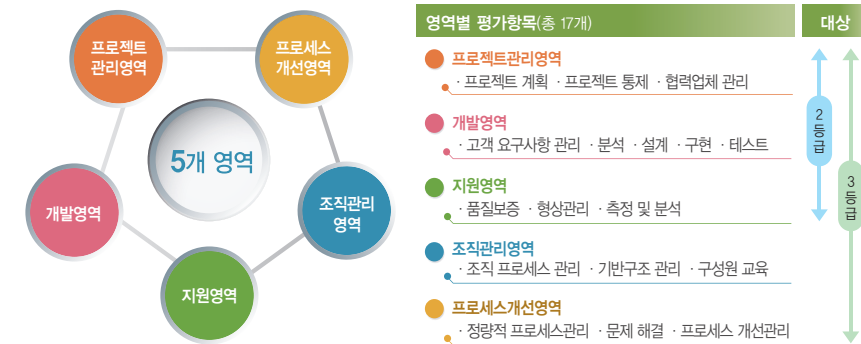 프로젝트
관리영역
프로세스
개선영역
5개 영역
개발영역
조직관리
영역
지원영역
영역별 평가항목(총 17개)
대상
프로젝트관리영역
· 프로젝트 계획 · 프로젝트 통제 · 협력업체 관리
개발영역
· 고객 요구사항 관리 · 분석 · 설계 · 구현 · 테스트
지원영역
· 품질보증 · 형상관리 · 측정 및 분석
조직관리영역
· 조직 프로세스 관리 · 기반구조 관리 · 구성원 교육
프로세스개선영역
· 정량적 프로세스관리 · 문제 해결 · 프로세스 개선관리
2
등
급
3
등
급